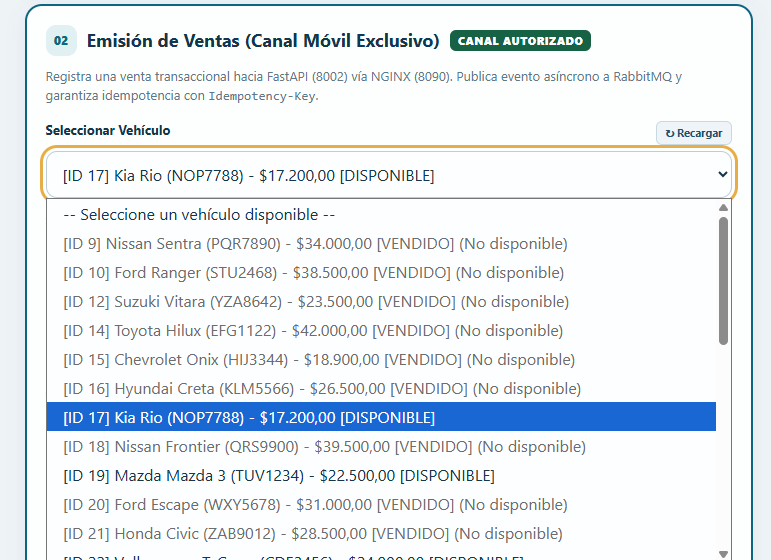 02
Emisión de Ventas (Canal Móvil Exclusivo)
CANAL AUTORIZADO
Registra una venta transaccional hacia FastAPI (8002) vía NGINX (8090). Publica evento asíncrono a RabbitMQ y
garantiza idempotencia con Idempotency-Key.
Seleccionar Vehículo
↻ Recargar
[ID 17] Kia Rio (NOP7788) - $17.200,00 [DISPONIBLE]
-- Seleccione un vehículo disponible --
[ID 9] Nissan Sentra (PQR7890) - $34.000,00 [VENDIDO] (No disponible)
[ID 10] Ford Ranger (STU2468) - $38.500,00 [VENDIDO] (No disponible)
[ID 12] Suzuki Vitara (YZA8642) - $23.500,00 [VENDIDO] (No disponible)
[ID 14] Toyota Hilux (EFG1122) - $42.000,00 [VENDIDO] (No disponible)
[ID 15] Chevrolet Onix (HIJ3344) - $18.900,00 [VENDIDO] (No disponible)
[ID 16] Hyundai Creta (KLM5566) - $26.500,00 [VENDIDO] (No disponible)
[ID 17] Kia Rio (NOP7788) - $17.200,00 [DISPONIBLE]
[ID 18] Nissan Frontier (QRS9900) - $39.500,00 [VENDIDO] (No disponible)
[ID 19] Mazda Mazda 3 (TUV1234) - $22.500,00 [DISPONIBLE]
[ID 20] Ford Escape (WXY5678) - $31.000,00 [VENDIDO] (No disponible)
[ID 21] Honda Civic (ZAB9012) - $28.500,00 [VENDIDO] (No disponible)